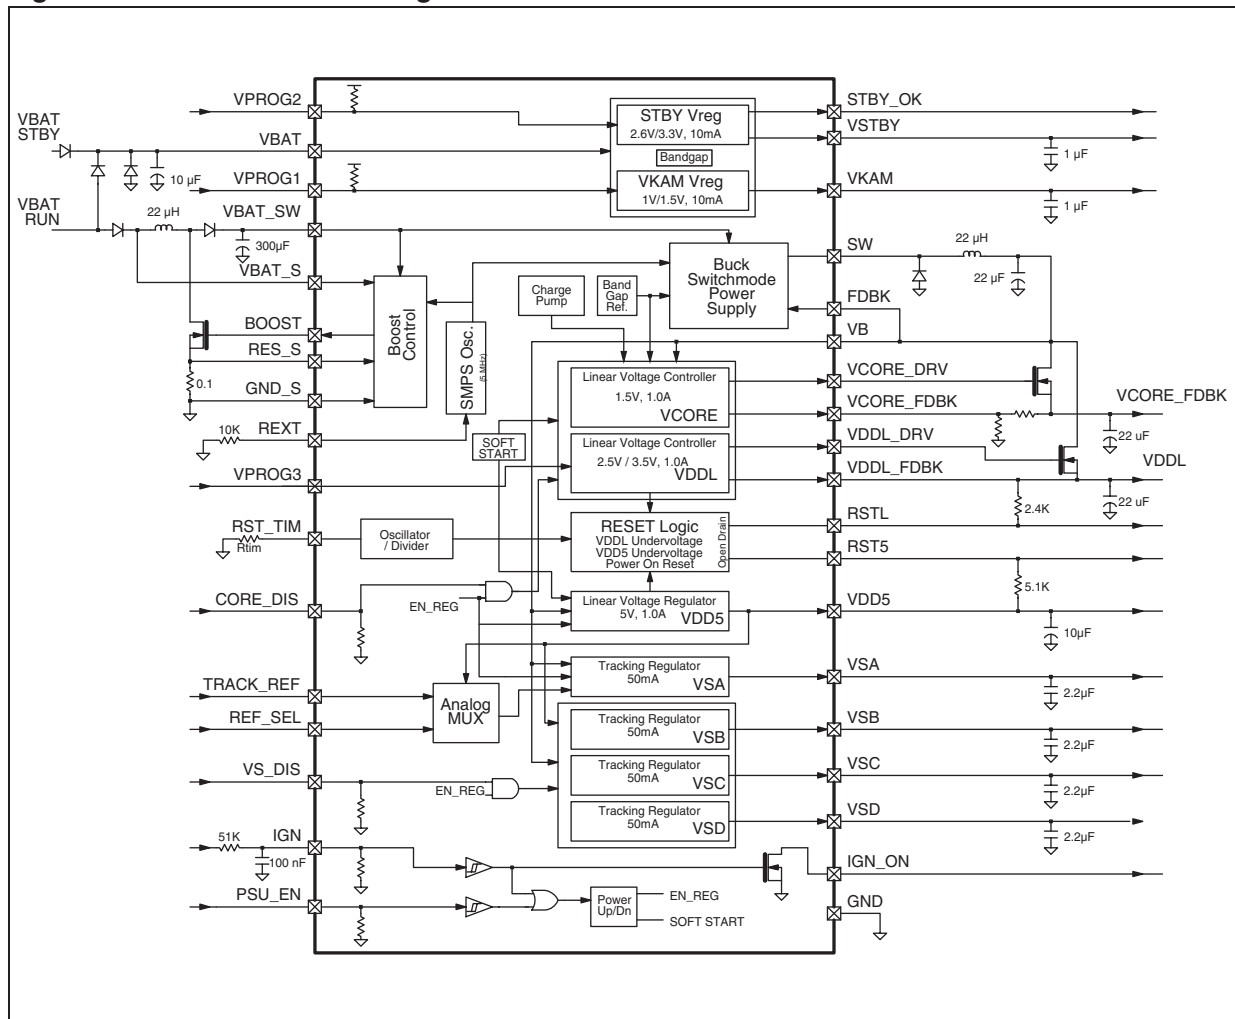 VPROG2
VBAT
STBY
VBAT
10 µF
VPROG1
VBAT
RUN
22 µH
VBAT_SW
300µF
VBAT_S
BOOST
RES_S
0.1
GND_S
10K
REXT
VPROG3
RST_TIM
Rtim
CORE_DIS
TRACK_REF
REF_SEL
VS_DIS
51K
IGN
100 nF
PSU_EN
STBY Vreg
2.6V/3.3V, 10mA
Bandgap
VKAM Vreg
1V/1.5V, 10mA
Buck
Switchmode
Power
Supply
Charge
Pump
Band
Gap
Ref.
Boost
Control
SMPS Osc.
(5 MHz)
Linear Voltage Controller
1.5V, 1.0A
VCORE
SOFT
START
Linear Voltage Controller
2.5V / 3.5V, 1.0A
VDDL
Oscillator
/ Divider
RESET Logic
VDDL Undervoltage
VDD5 Undervoltage
Power On Reset
Open Drain
EN_REG
Linear Voltage Regulator
5V, 1.0A
VDD5
Analog
MUX
Tracking Regulator
50mA
VSA
Tracking Regulator
50mA
VSB
Tracking Regulator
50mA
VSC
EN_REG
Tracking Regulator
50mA
VSD
Power
Up/Dn
EN_REG
SOFT START
STBY_OK
VSTBY
1 µF
VKAM
1 µF
SW
22 µH
22 µF
FDBK
VB
VCORE_DRV
VCORE_FDBK
VCORE_FDBK
22 uF
VDDL_DRV
VDDL_FDBK
VDDL
22 uF
2.4K
RSTL
RST5
5.1K
VDD5
10µF
VSA
2.2µF
VSB
2.2µF
VSC
2.2µF
VSD
2.2µF
IGN_ON
GND